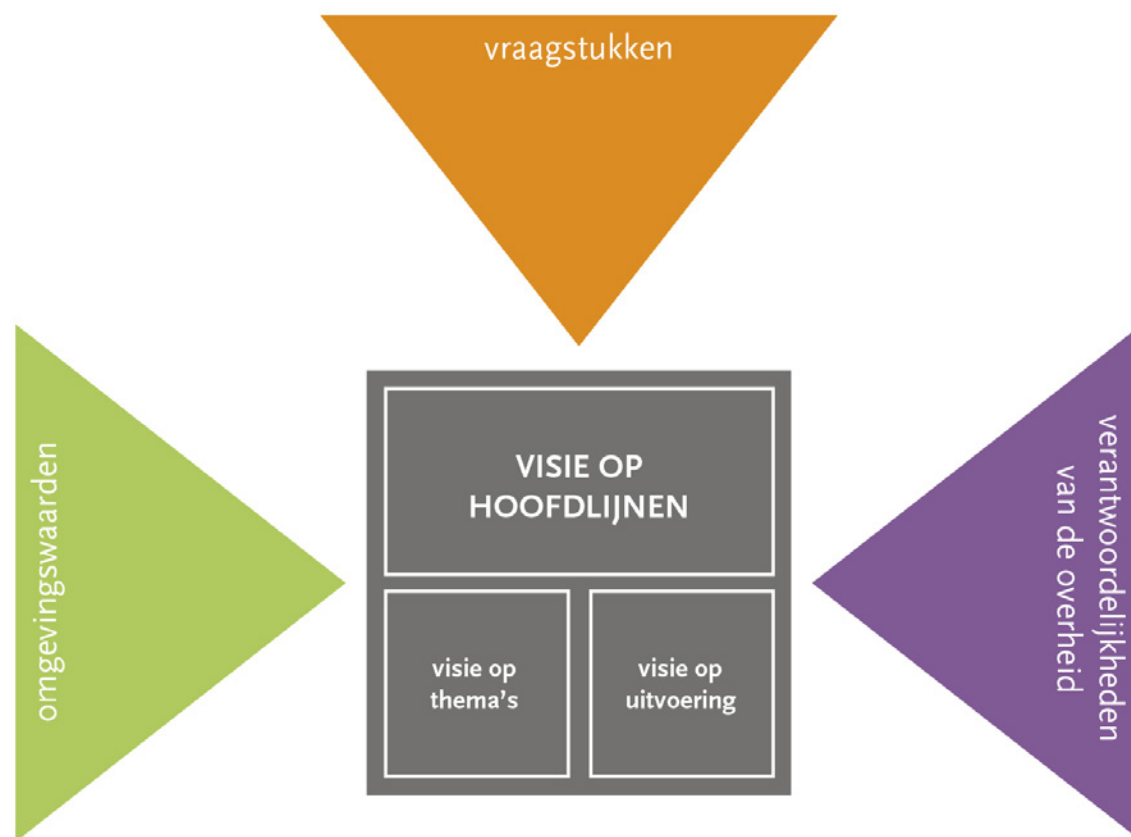 vraagstukken
omgevingswaarden
VISIE OP
HOOFDLIJNEN
visie op
thema's
visie op
uitvoering
verantwoordelijkheden
van de overheid